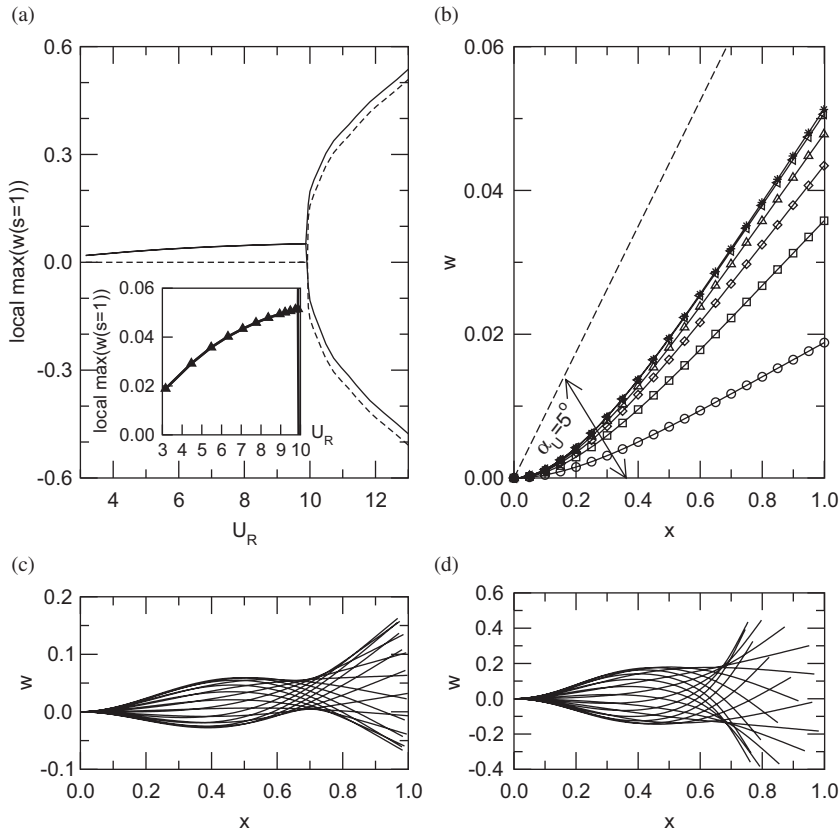 (a)
0.6
0.3
0.0
-0.3
-0.6
local max(w(s=1))
4
6
8
10
12
U_R
0.06
0.04
0.02
0.00
local max(w(s=1))
3 4 5 6 7 8 9 10
U_R
(b)
0.06
0.04
0.02
0.00
w
α_U=5°
0.0 0.2 0.4 0.6 0.8 1.0
x
(c)
0.2
0.1
0.0
-0.1
w
0.0 0.2 0.4 0.6 0.8 1.0
x
(d)
0.6
0.4
0.2
0.0
-0.2
-0.4
w
0.0 0.2 0.4 0.6 0.8 1.0
x